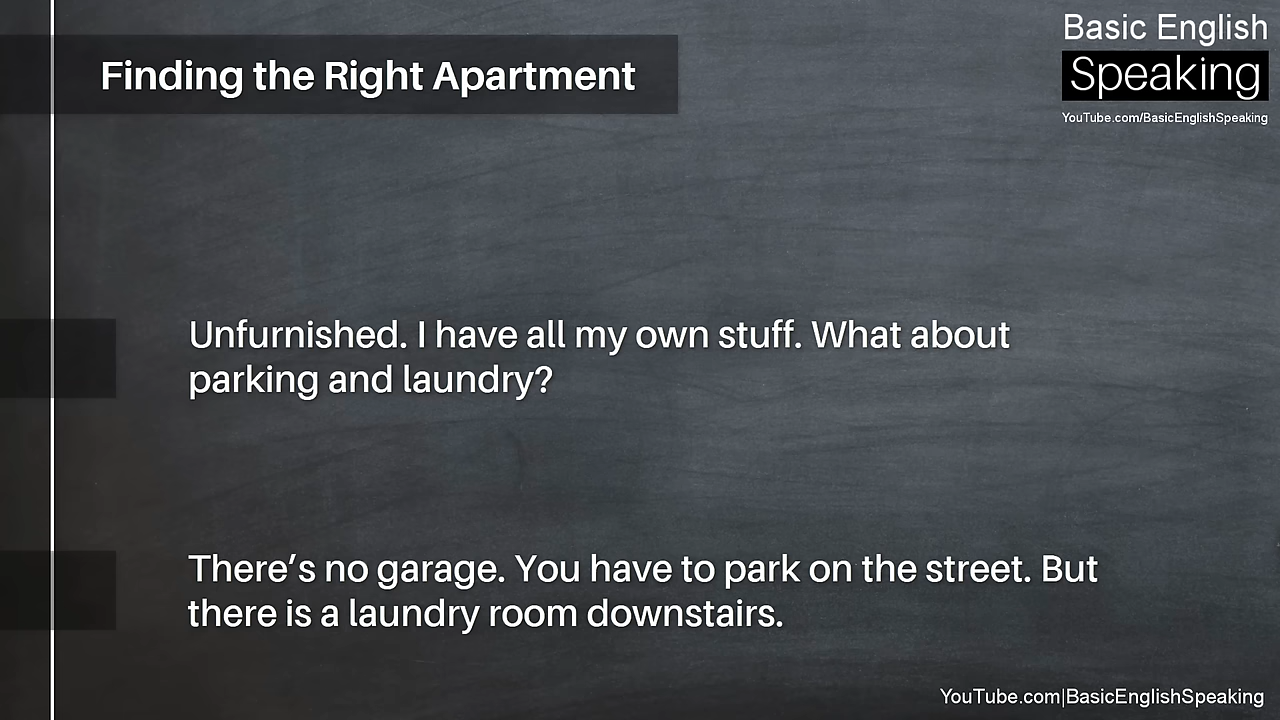 Basic English
Finding the Right Apartment
Speaking
YouTube.com/BasicEnglishSpeaking
Unfurnished. I have all my own stuff. What about
parking and laundry?
There’s no garage. You have to park on the street. But
there is a laundry room downstairs.
YouTube.com|BasicEnglishSpeaking